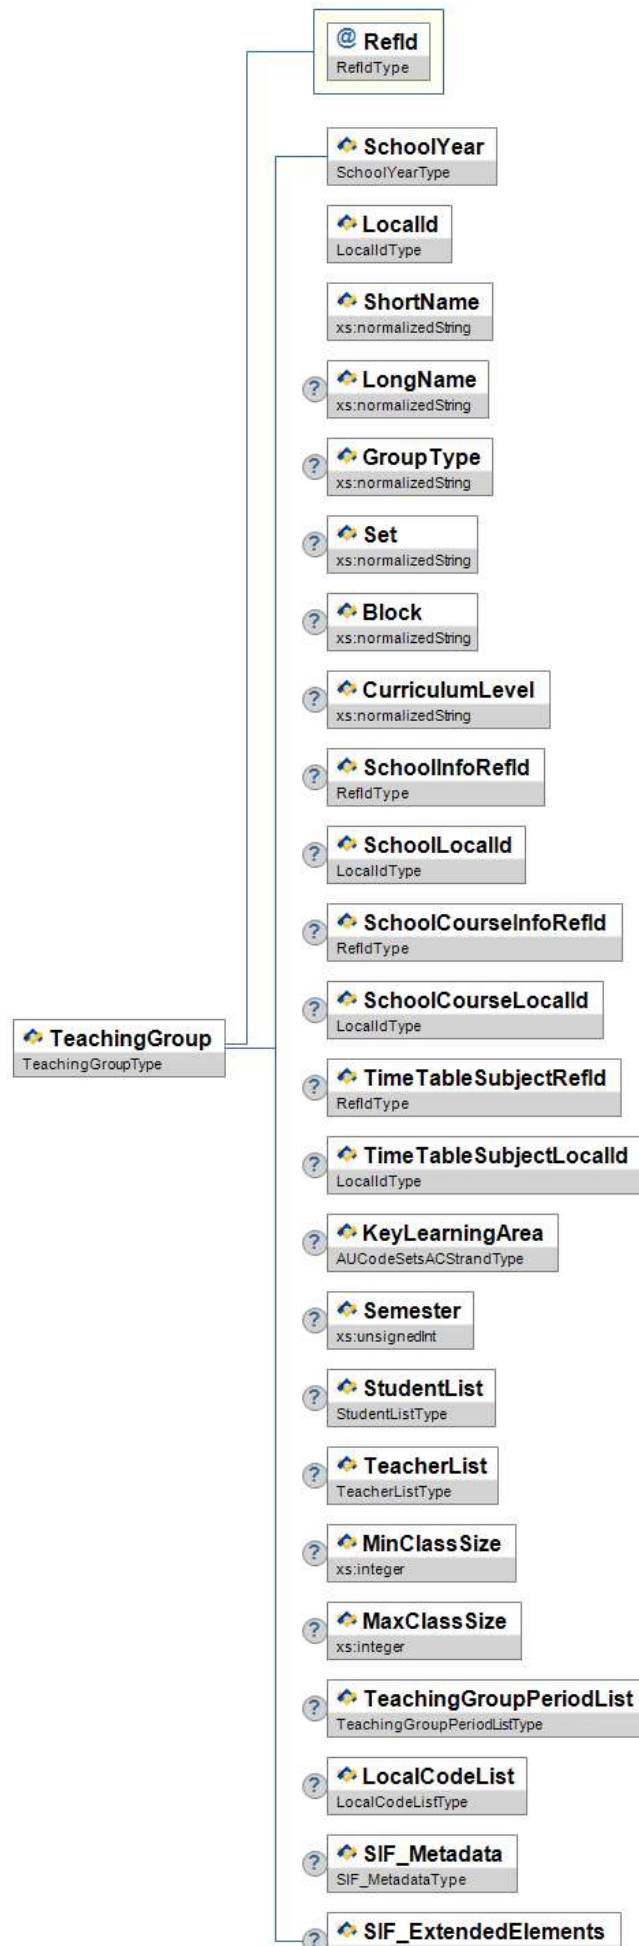 @ RefId
RefIdType
SchoolYear
SchoolYearType
LocalId
LocalIdType
ShortName
xs:normalizedString
? LongName
xs:normalizedString
? GroupType
xs:normalizedString
? Set
xs:normalizedString
? Block
xs:normalizedString
? CurriculumLevel
xs:normalizedString
? SchoolInfoRefId
RefIdType
? SchoolLocalId
LocalIdType
? SchoolCourseInfoRefId
RefIdType
? SchoolCourseLocalId
LocalIdType
TeachingGroup
TeachingGroupType
? TimeTableSubjectRefId
RefIdType
? TimeTableSubjectLocalId
LocalIdType
? KeyLearningArea
AUCodeSetsACStrandType
? Semester
xs:unsignedInt
? StudentList
StudentListType
? TeacherList
TeacherListType
? MinClassSize
xs:integer
? MaxClassSize
xs:integer
? TeachingGroupPeriodList
TeachingGroupPeriodListType
? LocalCodeList
LocalCodeListType
? SIF_Metadata
SIF_MetadataType
? SIF_ExtendedElements